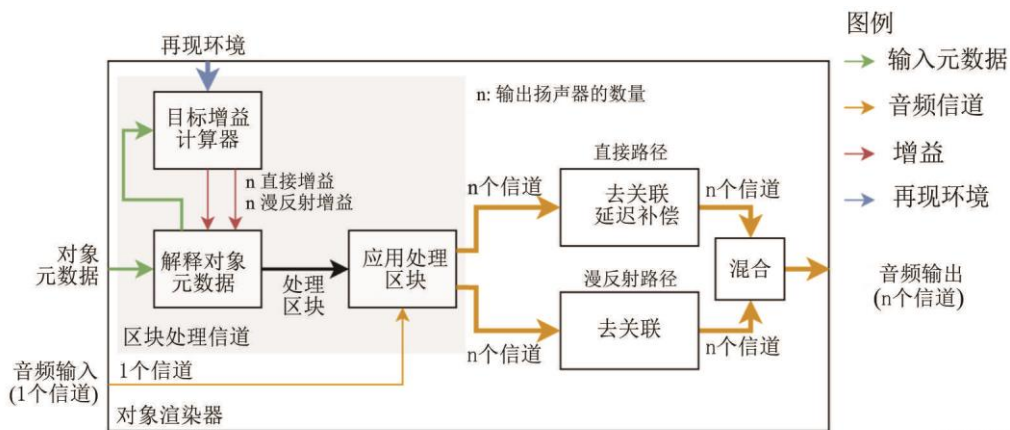 再现环境
目标增益
计算器
n 直接增益
n 漫反射增益
n: 输出扬声器的数量
对象
元数据
解释对象
元数据
处理
区块
应用处理
区块
区块处理信道
音频输入
(1个信道)
1个信道
对象渲染器
n个信道
直接路径
去关联
延迟补偿
n个信道
n个信道
漫反射路径
去关联
n个信道
混合
音频输出
(n个信道)
图例
输入元数据
音频信道
增益
再现环境